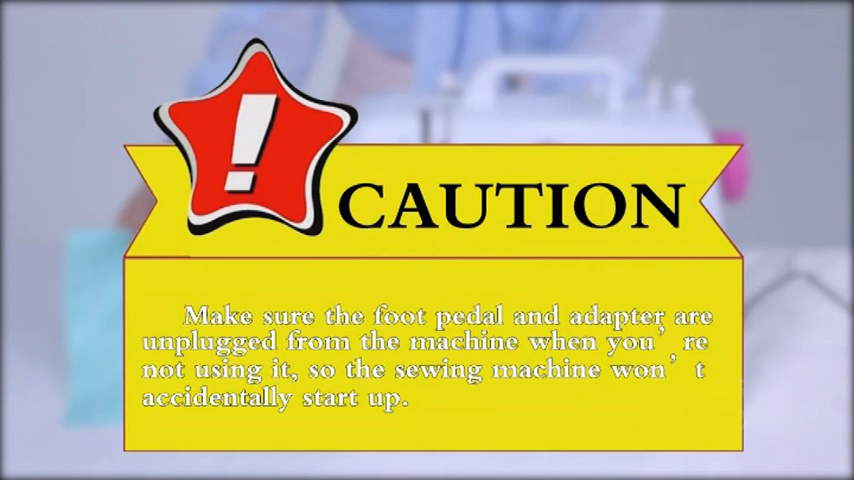 !
CAUTION
Make sure the foot pedal and adapter are
unplugged from the machine when you’ re
not using it, so the sewing machine won’ t
accidentally start up.